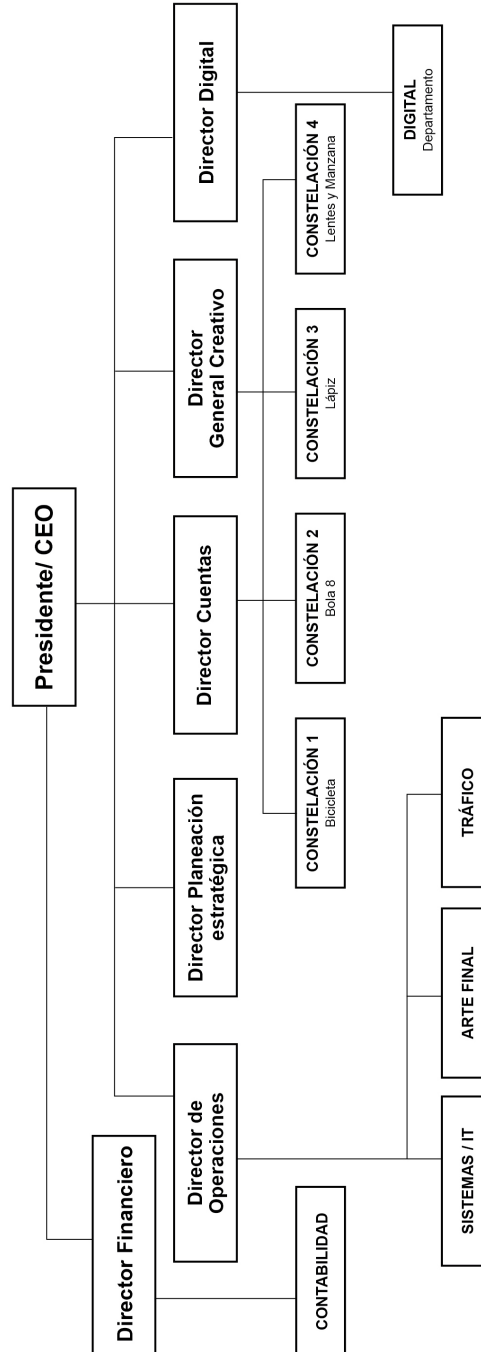 Presidente/ CEO
Director Financiero
Director de
Operaciones
Director Planeación
estratégica
Director Cuentas
Director
General Creativo
Director Digital
CONTABILIDAD
CONSTELACIÓN 1
Bicicleta
CONSTELACIÓN 2
Bola 8
CONSTELACIÓN 3
Lápiz
CONSTELACIÓN 4
Lentes y Manzana
DIGITAL
Departamento
SISTEMAS / IT
ARTE FINAL
TRÁFICO